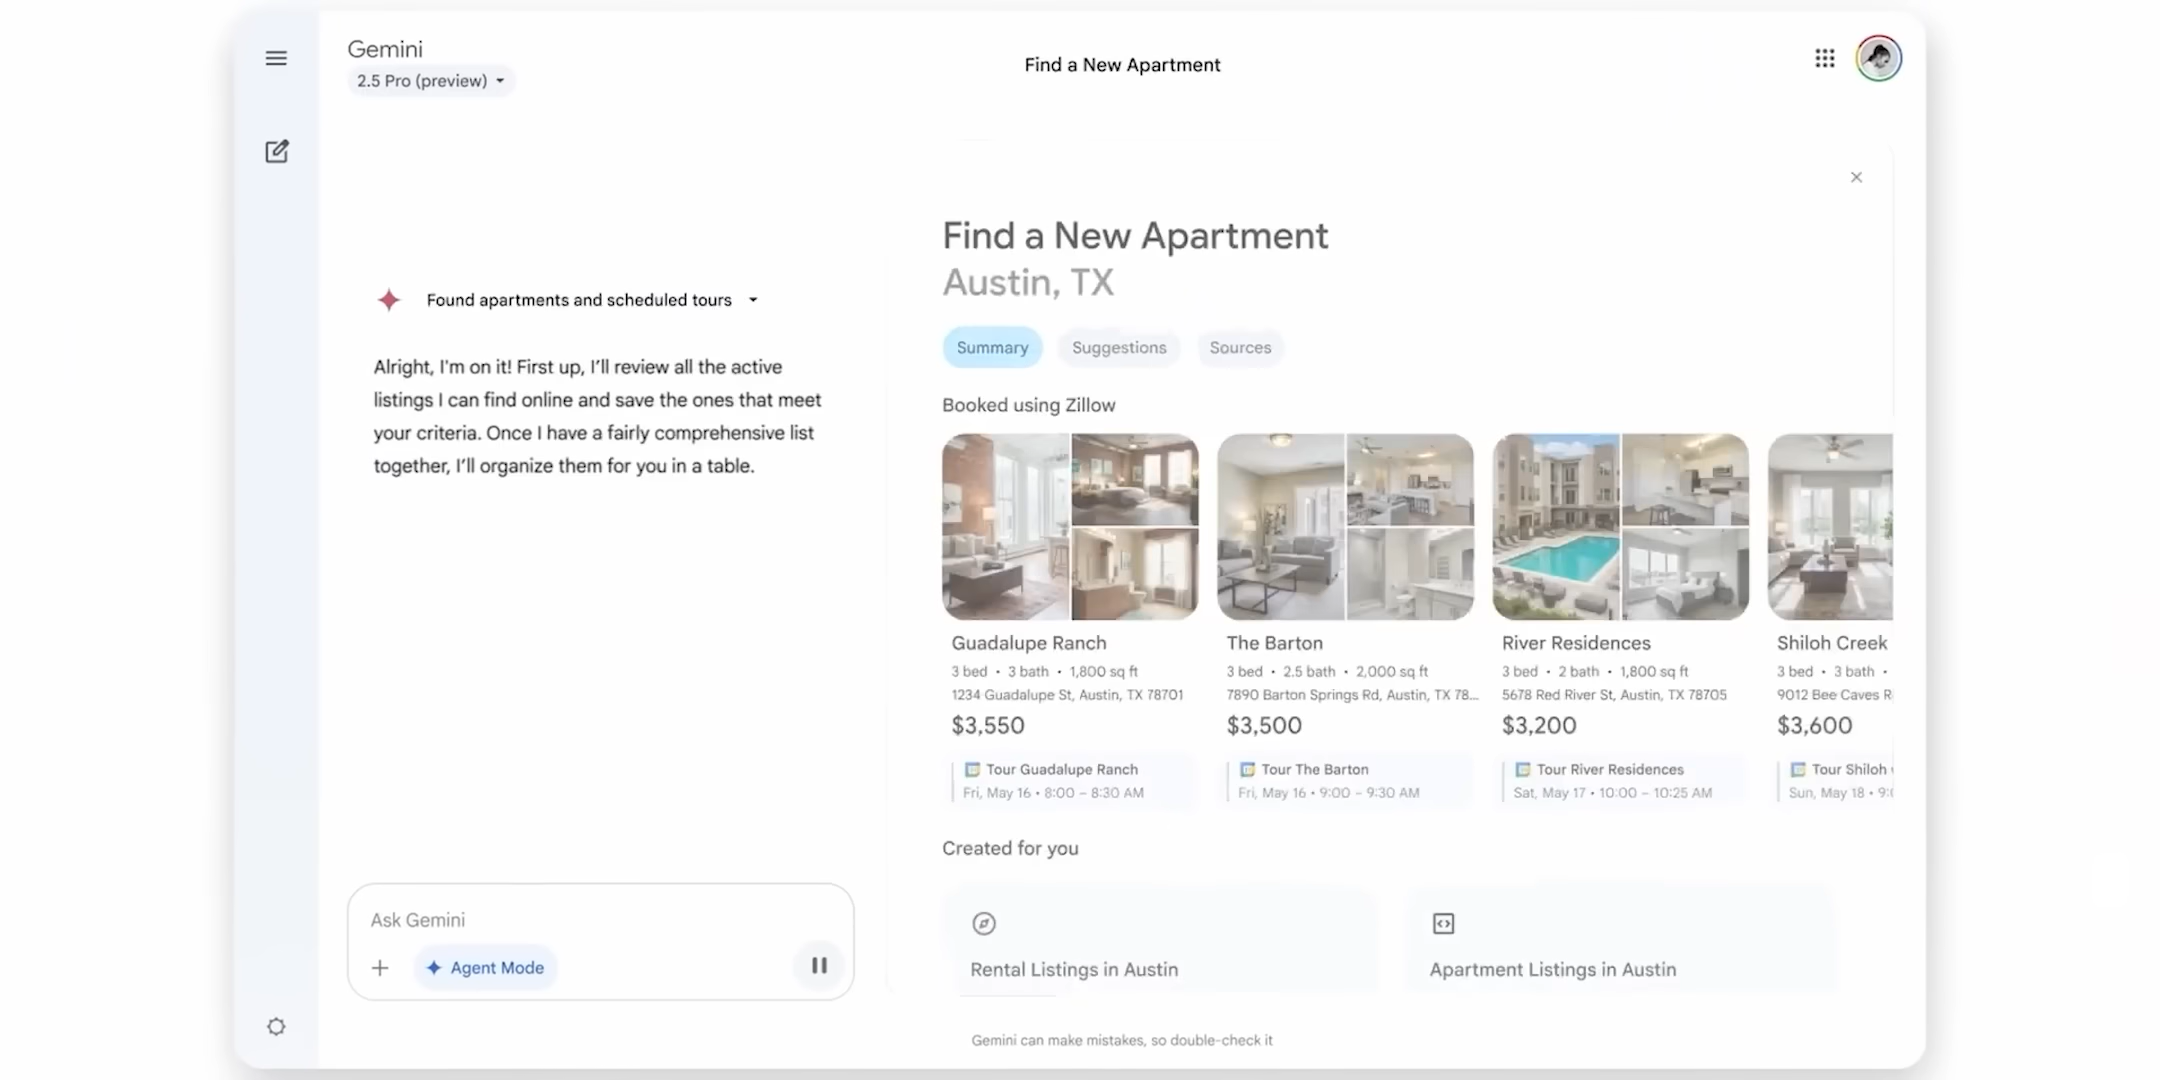 Gemini
2.5 Pro (preview)
Find a New Apartment
Found apartments and scheduled tours
Alright, I'm on it! First up, I'll review all the active
listings I can find online and save the ones that meet
your criteria. Once I have a fairly comprehensive list
together, I'll organize them for you in a table.
Ask Gemini
Agent Mode
Find a New Apartment
Austin, TX
Summary
Suggestions
Sources
Booked using Zillow
Guadalupe Ranch
3 bed • 3 bath • 1,800 sq ft
1234 Guadalupe St, Austin, TX 78701
$3,550
Tour Guadalupe Ranch
Fri, May 16 • 8:00 – 8:30 AM
The Barton
3 bed • 2.5 bath • 2,000 sq ft
7890 Barton Springs Rd, Austin, TX 78...
$3,500
Tour The Barton
Fri, May 16 • 9:00 – 9:30 AM
River Residences
3 bed • 2 bath • 1,800 sq ft
5678 Red River St, Austin, TX 78705
$3,200
Tour River Residences
Sat, May 17 • 10:00 – 10:25 AM
Shiloh Creek
3 bed • 3 bath •
9012 Bee Caves R
$3,600
Tour Shiloh
Sun, May 18 • 9:0
Created for you
Rental Listings in Austin
Apartment Listings in Austin
Gemini can make mistakes, so double-check it